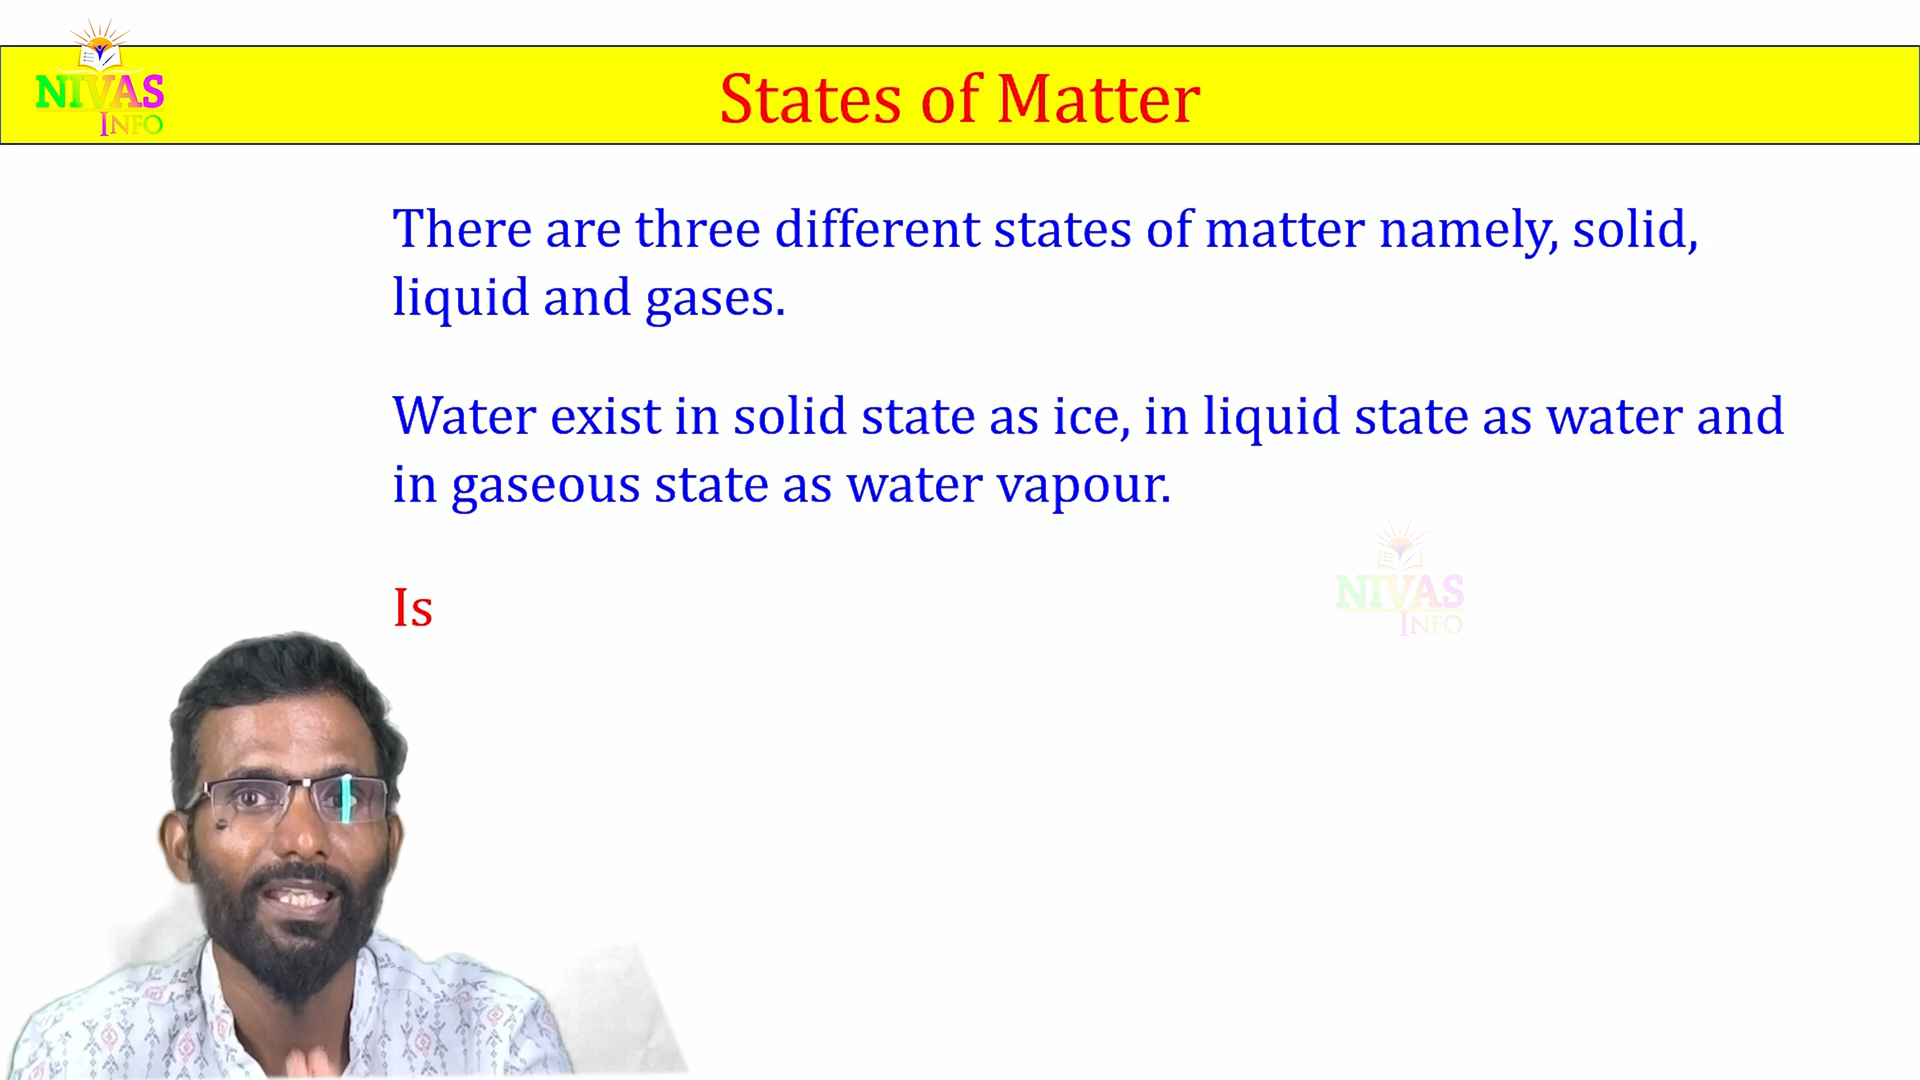 NIVAS
INFO
States of Matter
There are three different states of matter namely, solid,
liquid and gases.
Water exist in solid state as ice, in liquid state as water and
in gaseous state as water vapour.
NIVAS
INFO
Is